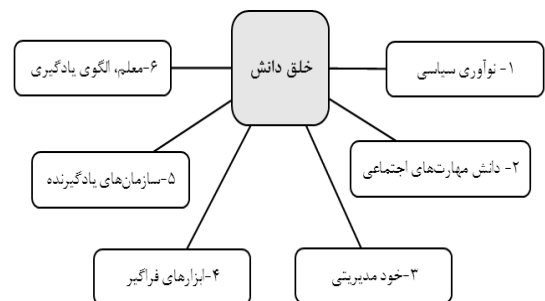 خلق دانش
۱- نوآوری سیاسی
۲- دانش مهارت‌های اجتماعی
۳-خود مدیریتی
۴-ابزارهای فراگیر
۵-سازمان‌های یادگیرنده
۶-معلم، الگوی یادگیری